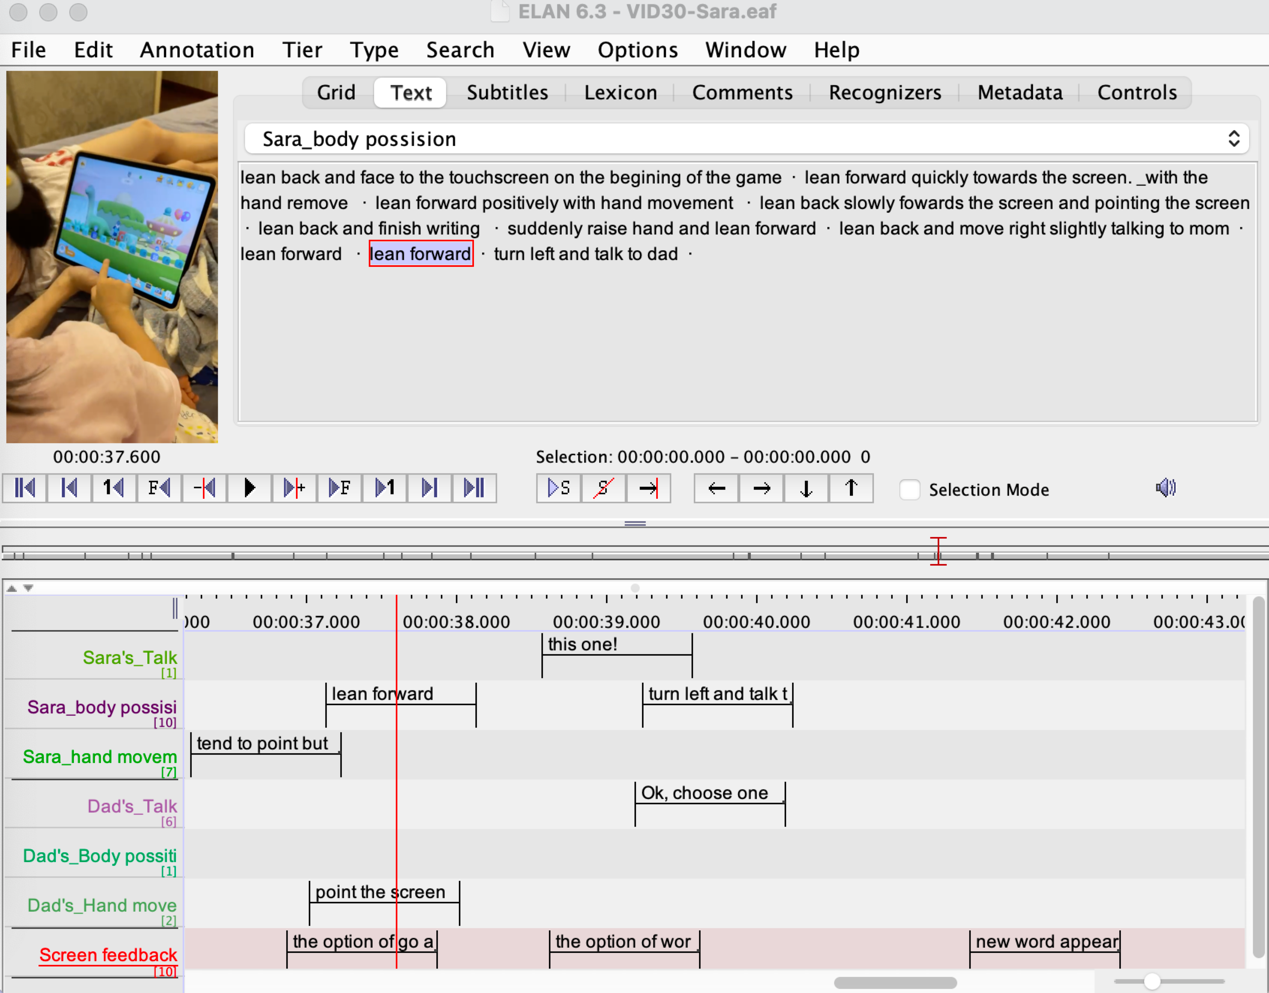 ELAN 6.3 - VID30-Sara.eaf
File Edit Annotation Tier Type Search View Options Window Help
Grid Text Subtitles Lexicon Comments Recognizers Metadata Controls
Sara_body possision
lean back and face to the touchscreen on the begining of the game · lean forward quickly towards the screen. _with the
hand remove · lean forward positively with hand movement · lean back slowly fowards the screen and pointing the screen
· lean back and finish writing · suddenly raise hand and lean forward · lean back and move right slightly talking to mom ·
lean forward · lean forward · turn left and talk to dad ·
00:00:37.600 Selection: 00:00:00.000 – 00:00:00.000 0
1 F + F 1 S S Selection Mode
000 00:00:37.000 00:00:38.000 00:00:39.000 00:00:40.000 00:00:41.000 00:00:42.000 00:00:43.0
Sara's_Talk this one!
[1]
Sara_body possisi lean forward turn left and talk t
[10]
Sara_hand movem tend to point but
[7]
Dad's_Talk Ok, choose one
[6]
Dad's_Body possiti
[1]
Dad's_Hand move point the screen
[2]
Screen feedback the option of go a the option of wor new word appear
[10]